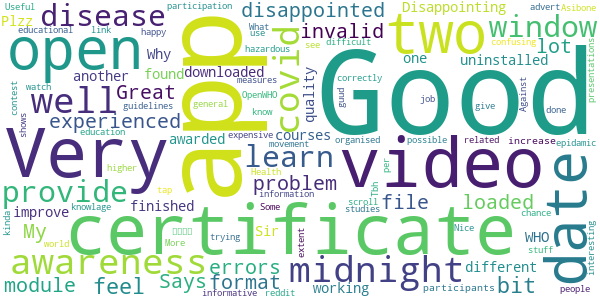 Useful participation disappointed Disappointing advert Asibone
Plzz disease app Good two What link happy
educational open covid invalid window use difficult
Why another found lot confusing
contest watch well Great downloaded one uninstalled see
measures hazardous quality correctly Against presentations
shows guidelines experienced OpenWHO know guud job give done
Very awarded courses general video organised possible related increase epidamic
education expensive movement date
higher learn Health per
provide problem information file loaded interesting
knowlage tap Tbh scroll
improve My finished Sir Some studies WHO Nice chance
kinda certificate
world More trying extent stuff
awareness errors midnight different bit
module feel Says format working participants people
informative reddit